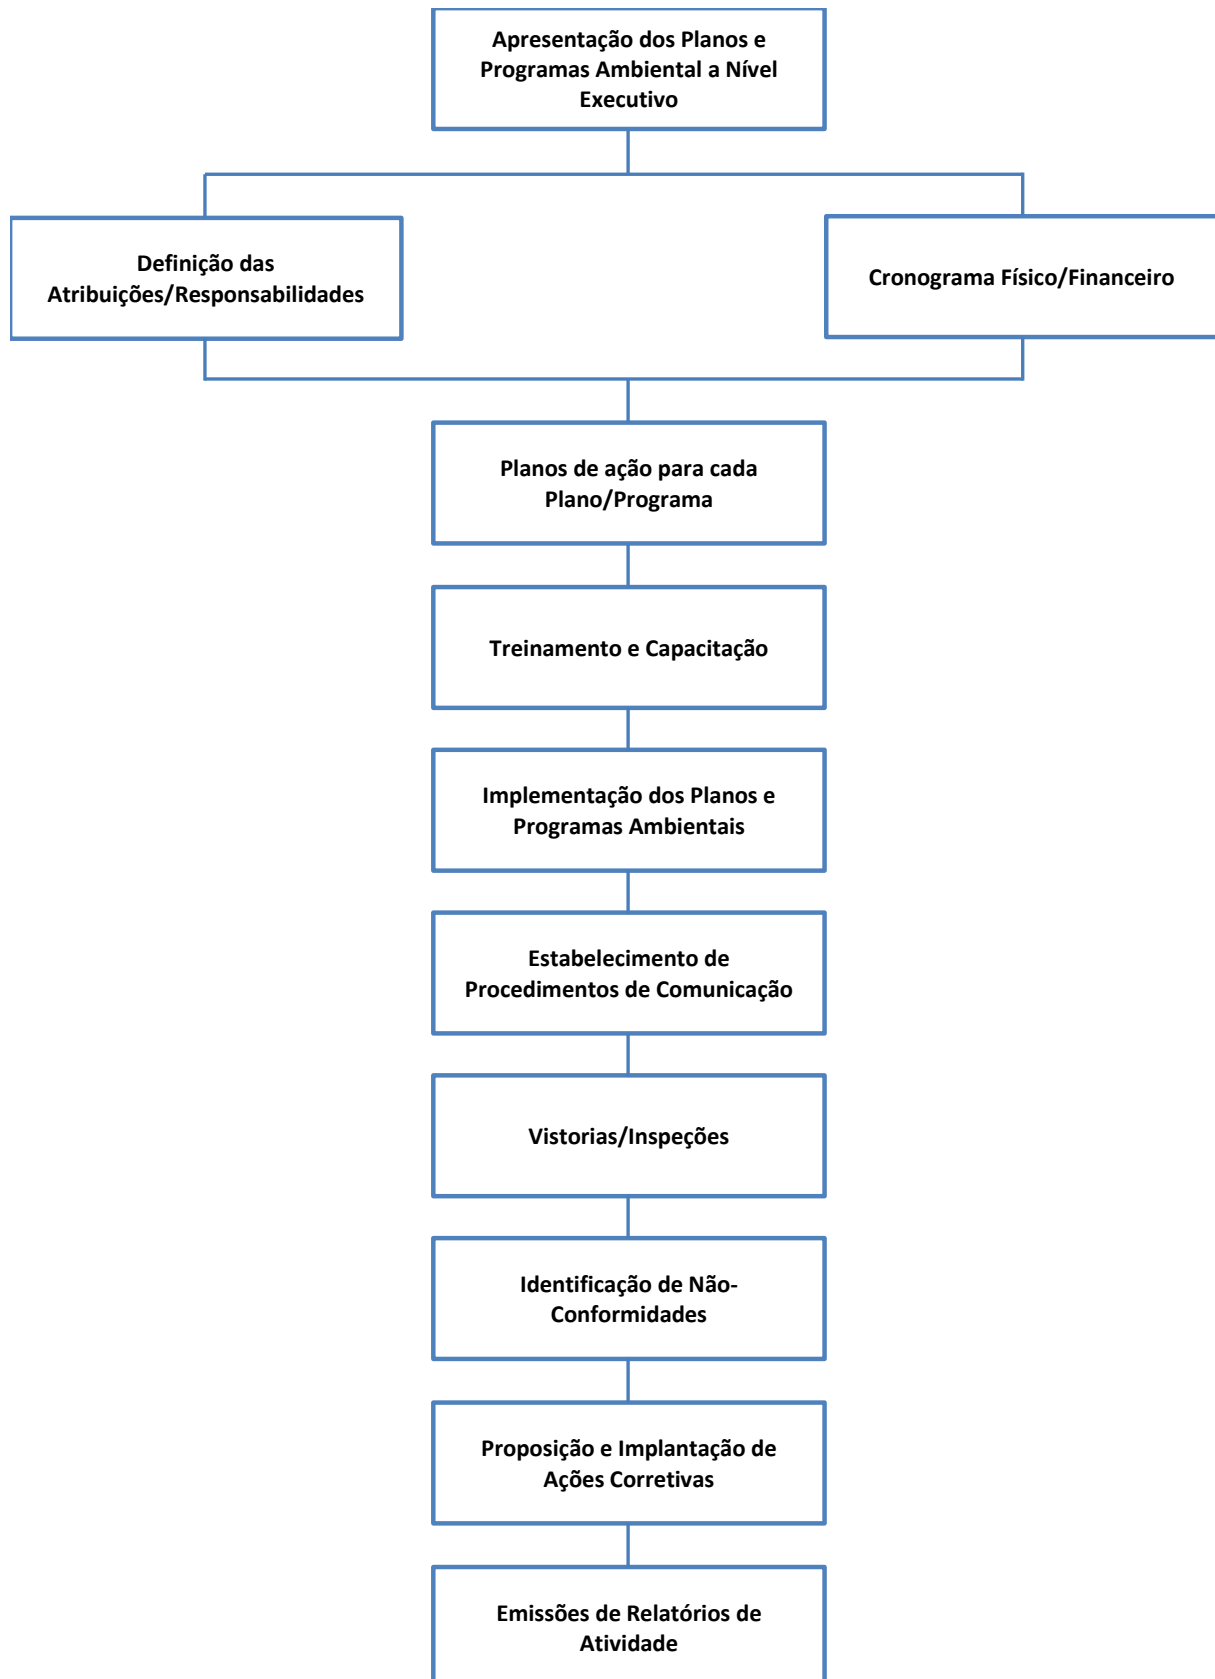 Apresentação dos Planos e
Programas Ambiental a Nível
Executivo
Definição das
Atribuições/Responsabilidades
Cronograma Físico/Financeiro
Planos de ação para cada
Plano/Programa
Treinamento e Capacitação
Implementação dos Planos e
Programas Ambientais
Estabelecimento de
Procedimentos de Comunicação
Vistorias/Inspeções
Identificação de Não-
Conformidades
Proposição e Implantação de
Ações Corretivas
Emissões de Relatórios de
Atividade